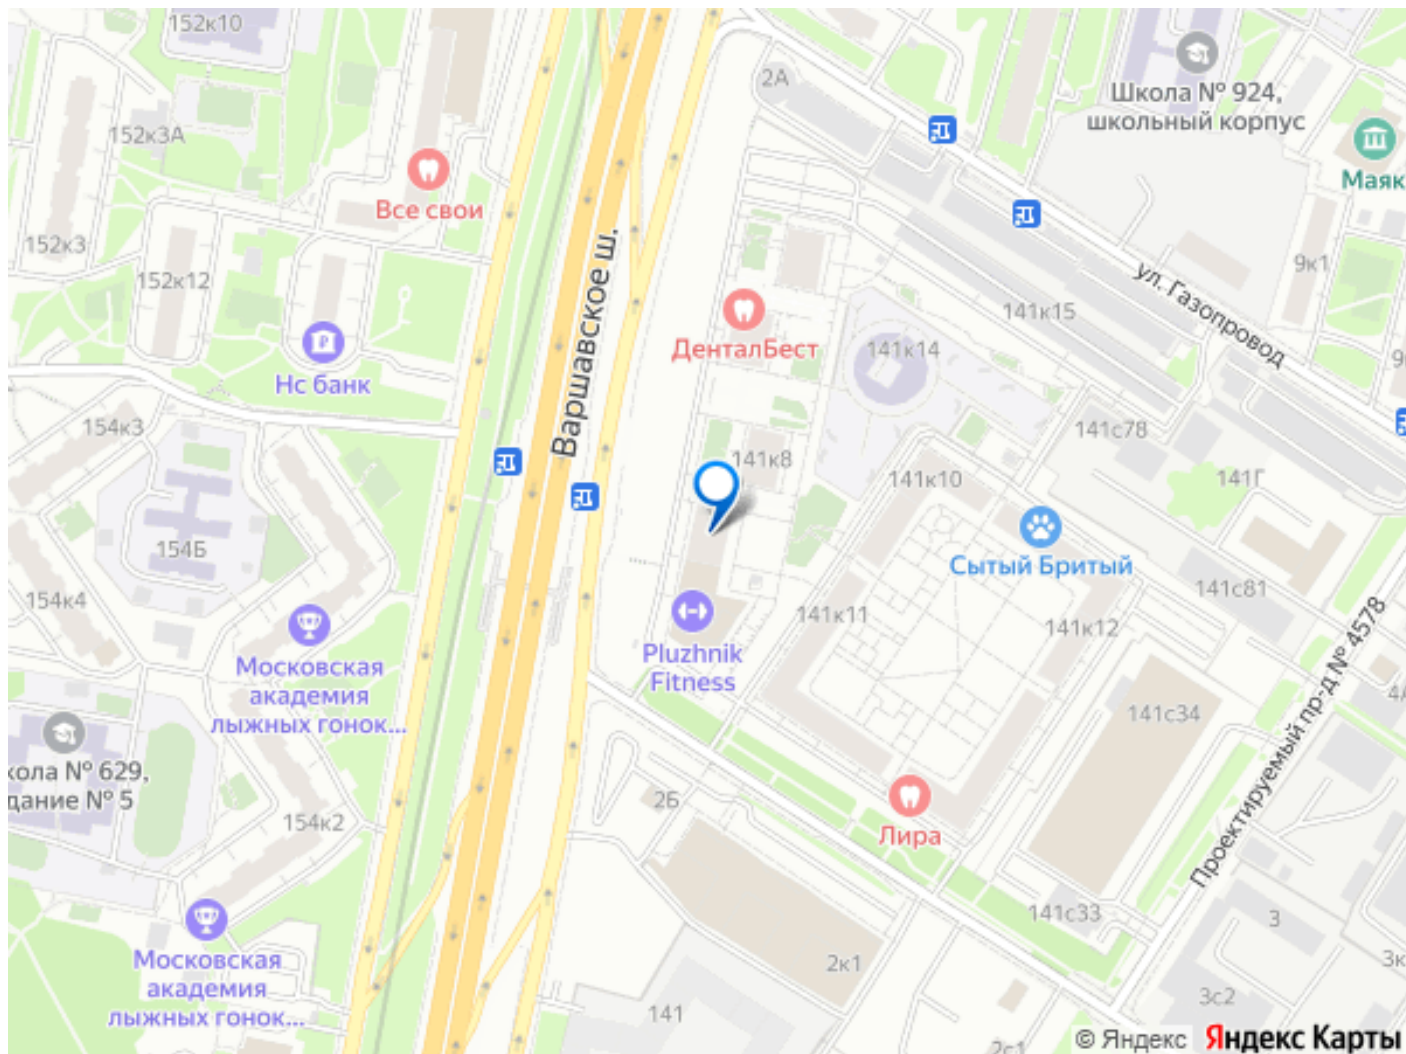 152к10
2А
Школа № 924,
школьный корпус
152к3А
Маяк
Все свои
152к3
152к12
Варшавское ш.
9к1
ул. Газопровод
141к15
ДенталБест
141к14
Нс банк
154к3
141с78
141к8
141к10
141Г
154Б
Сытый Бритый
141с81
154к4
141к11
141к12
Проектируемый пр-д № 4578
Московская
академия
лыжных гонок...
Pluzhnik
Fitness
141с34
№ 629,
№ 5
2Б
154к2
Лира
141с33
3
Московская
академия
лыжных гонок...
2к1
3с2
141
2с1
© Яндекс Яндекс Карты